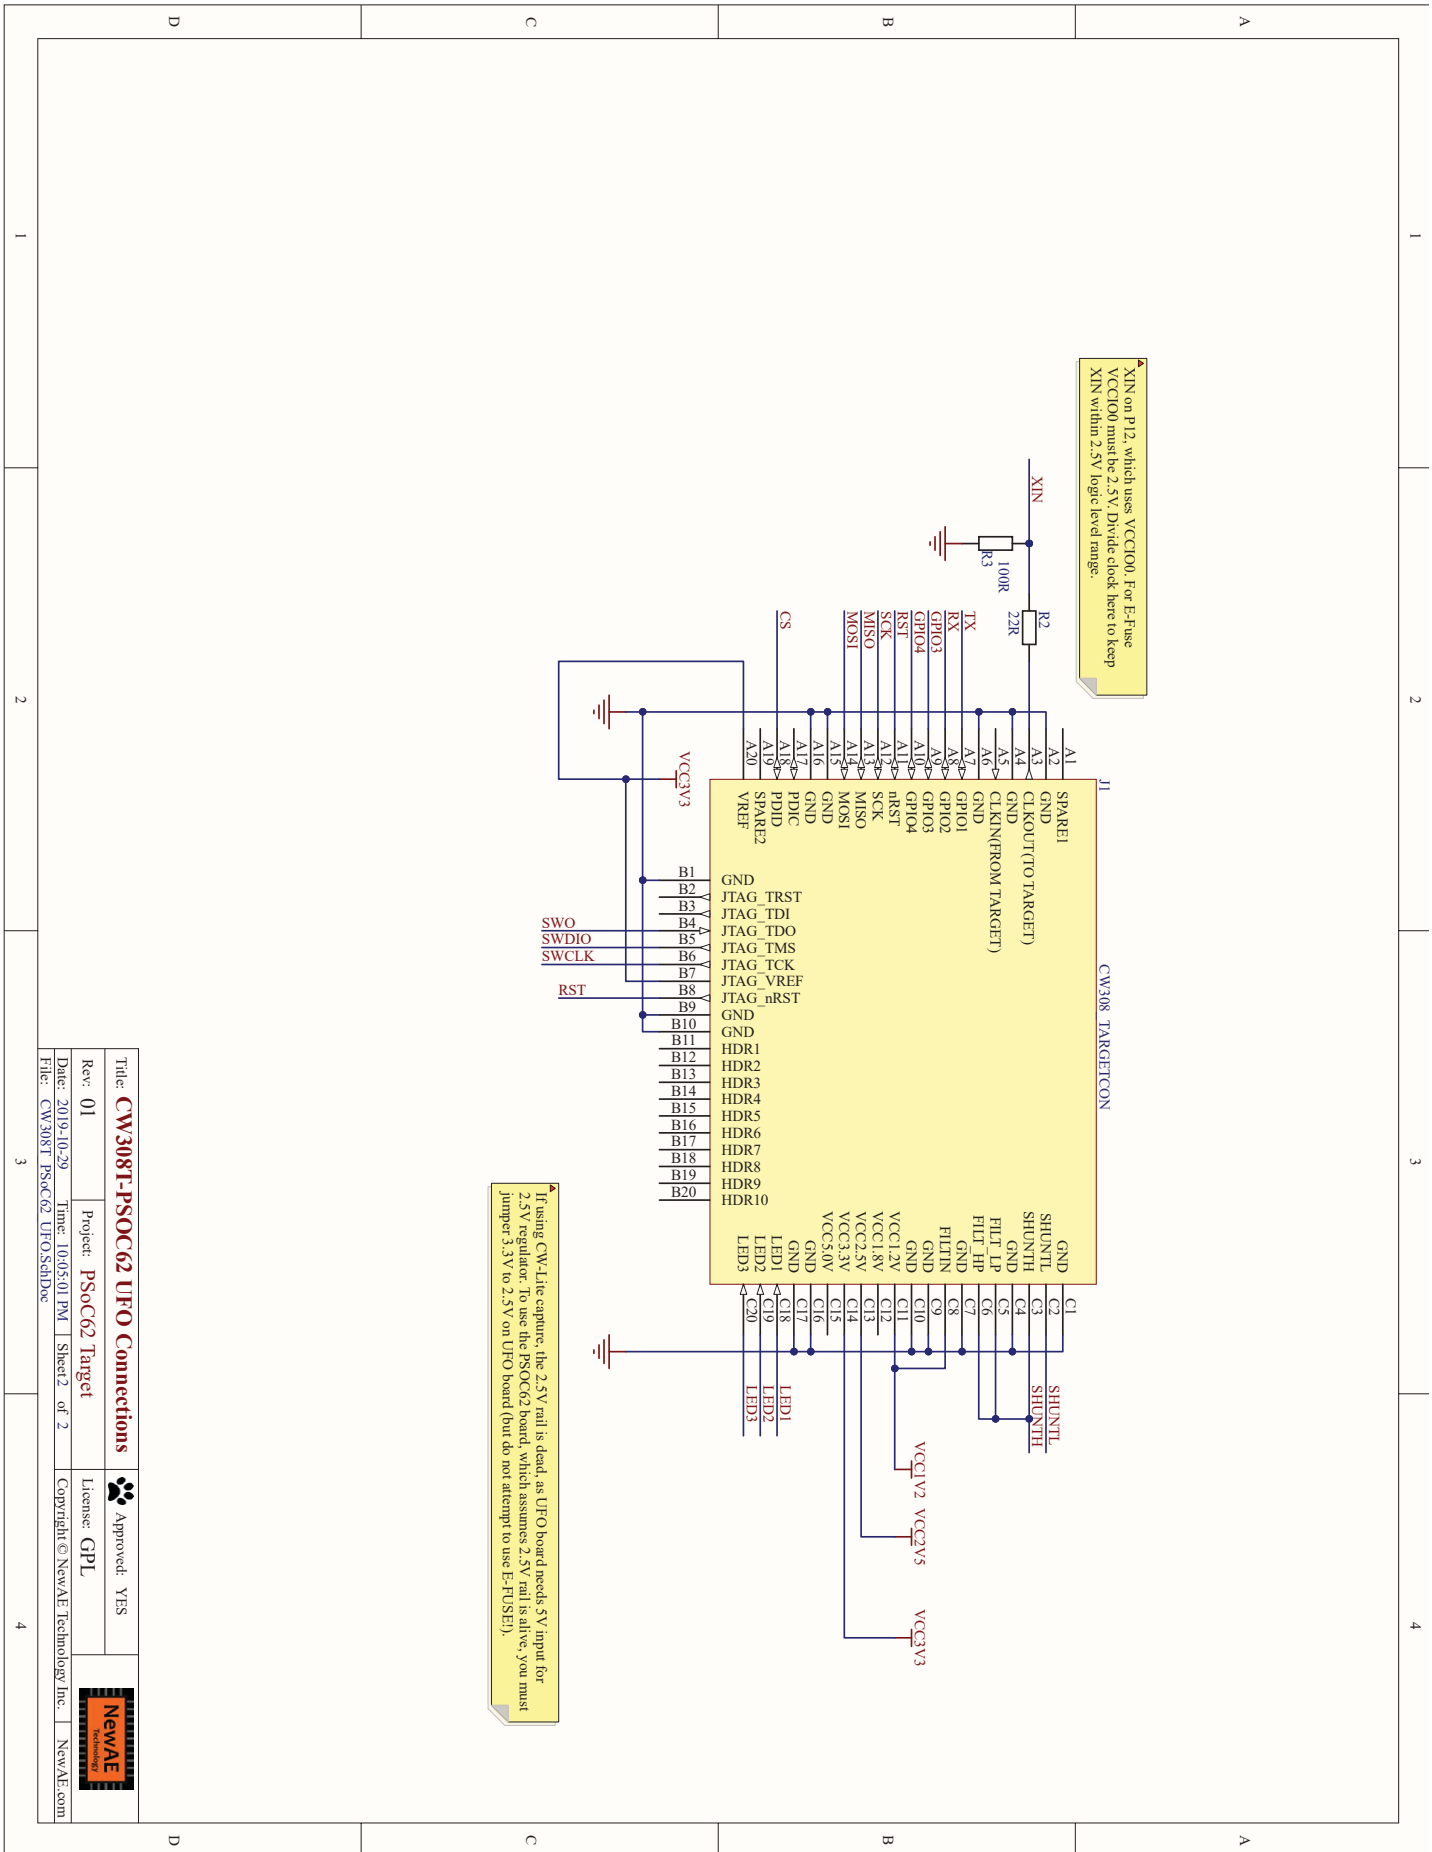 1
2
3
4
A
B
C
D
A
B
C
D
1
2
3
4
XIN on P12, which uses VCCIO0. For E-Fuse
VCCIO0 must be 2.5V. Divide clock here to keep
XIN within 2.5V logic level range.
J1
CW308_TARGETCON
XIN
R2
22R
R3
100R
TX
RX
GPIO3
GPIO4
RST
SCK
MISO
MOSI
CS
A1 SPARE1
A2 GND
A3 CLKOUT(TO TARGET)
A4 GND
A5 CLKIN(FROM TARGET)
A6 GND
A7 GPIO1
A8 GPIO2
A9 GPIO3
A10 GPIO4
A11 nRST
A12 SCK
A13 MISO
A14 MOSI
A15 GND
A16 GND
A17 PDIC
A18 PDID
A19 SPARE2
A20 VREF
VCC3V3
B1 GND
B2 JTAG_TRST
B3 JTAG_TDI
B4 JTAG_TDO
B5 JTAG_TMS
B6 JTAG_TCK
B7 JTAG_VREF
B8 JTAG_nRST
B9 GND
B10 GND
B11 HDR1
B12 HDR2
B13 HDR3
B14 HDR4
B15 HDR5
B16 HDR6
B17 HDR7
B18 HDR8
B19 HDR9
B20 HDR10
SWO
SWDIO
SWCLK
RST
GND C1
SHUNTL C2
SHUNTH C3
GND C4
FILT_LP C5
FILT_HP C6
GND C7
FILTIN C8
GND C9
GND C10
VCC1.2V C11
VCC1.8V C12
VCC2.5V C13
VCC3.3V C14
VCC5.0V C15
GND C16
GND C17
LED1 C18
LED2 C19
LED3 C20
SHUNTL
SHUNTH
LED1
LED2
LED3
VCC1V2
VCC2V5
VCC3V3
If using CW-Lite capture, the 2.5V rail is dead, as UFO board needs 5V input for
2.5V regulator. To use the PSOC62 board, which assumes 2.5V rail is alive, you must
jumper 3.3V to 2.5V on UFO board (but do not attempt to use E-FUSE!).
Title: CW308T-PSOC62 UFO Connections
Approved: YES
Rev: 01
Project: PSoC62 Target
License: GPL
Date: 2019-10-29
Time: 10:05:01 PM
Sheet2 of 2
Copyright © NewAE Technology Inc.
NewAE.com
File: CW308T_PSoC62_UFO.SchDoc
NewAE
Technology